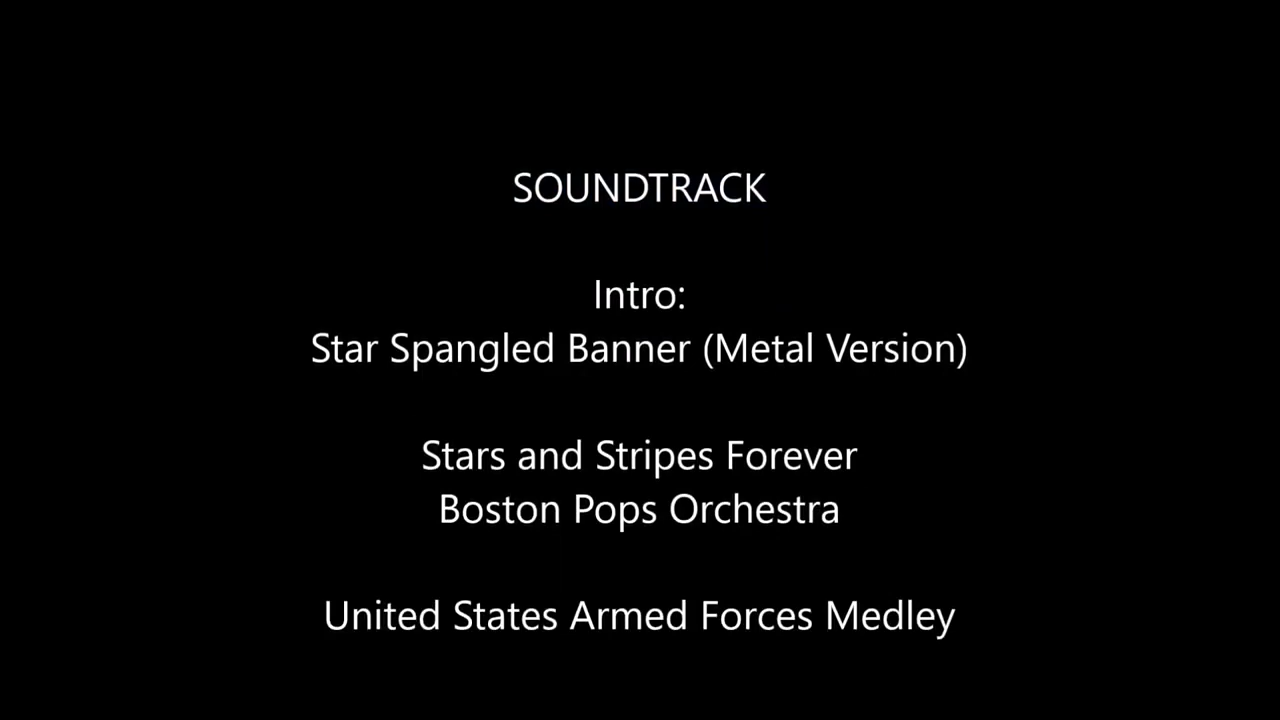 SOUNDTRACK
Intro:
Star Spangled Banner (Metal Version)
Stars and Stripes Forever
Boston Pops Orchestra
United States Armed Forces Medley